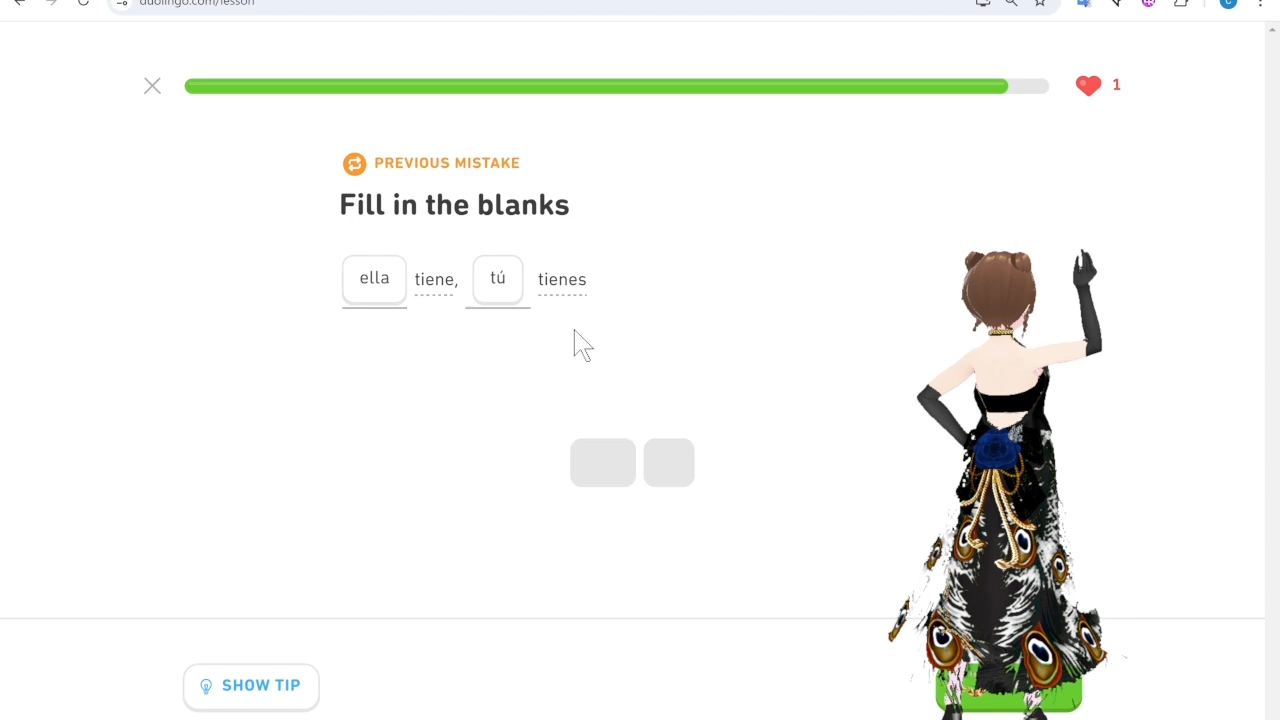 duolingo.com/lesson
1
PREVIOUS MISTAKE
Fill in the blanks
ella tiene, tú tienes
SHOW TIP